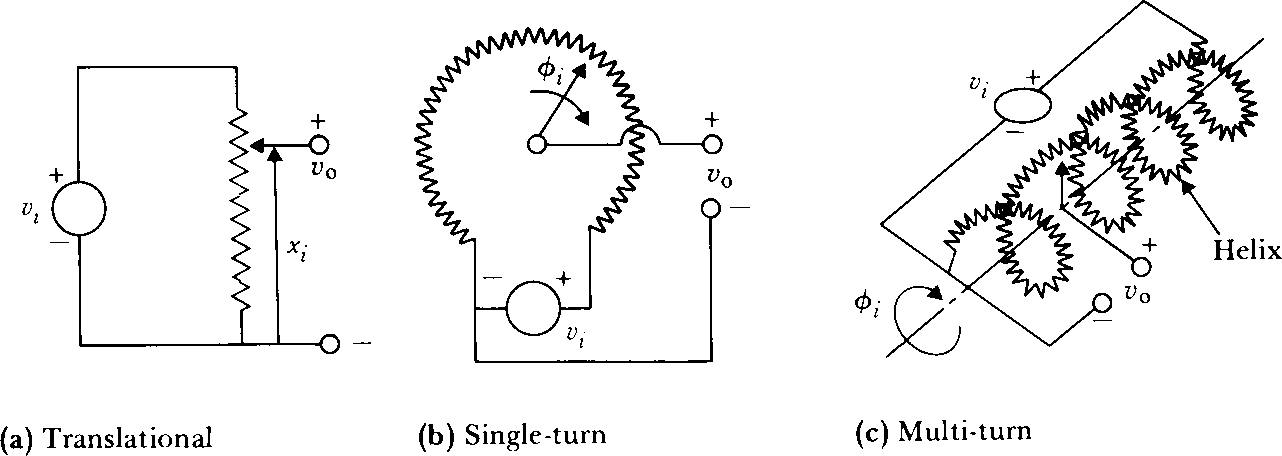 +
v_i
−
+
v_o
x_i
−
(a) Translational
ϕ_i
+
v_o
−
−
+
v_i
(b) Single-turn
v_i
+
−
Helix
+
v_o
−
ϕ_i
(c) Multi-turn